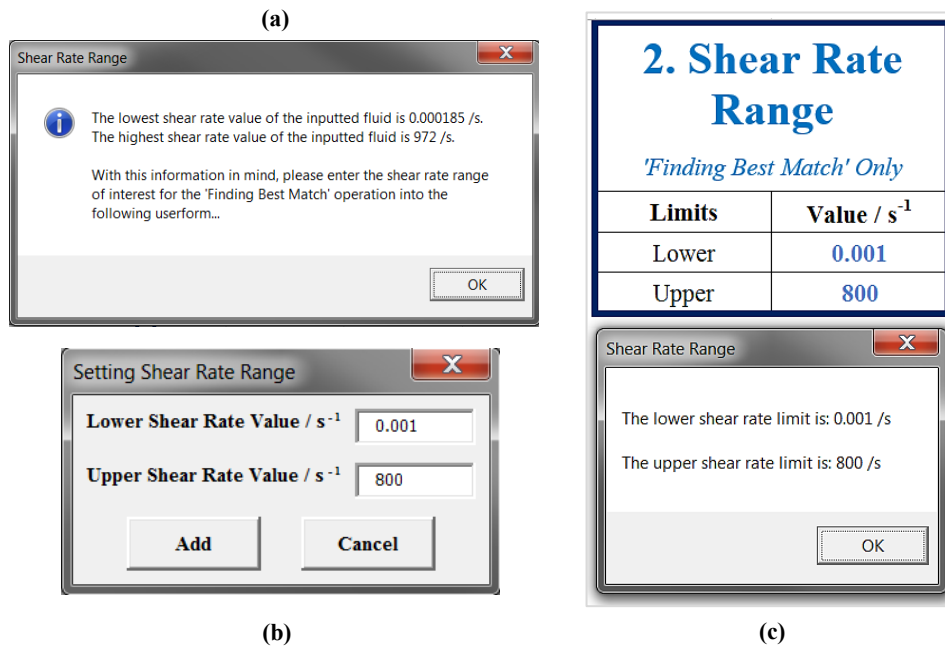 (a)
Shear Rate Range
The lowest shear rate value of the inputted fluid is 0.000185 /s.
The highest shear rate value of the inputted fluid is 972 /s.
With this information in mind, please enter the shear rate range
of interest for the 'Finding Best Match' operation into the
following userform...
OK
Setting Shear Rate Range
Lower Shear Rate Value / s⁻¹ 0.001
Upper Shear Rate Value / s⁻¹ 800
Add Cancel
(b)
2. Shear Rate
Range
'Finding Best Match' Only
Limits Value / s⁻¹
Lower 0.001
Upper 800
Shear Rate Range
The lower shear rate limit is: 0.001 /s
The upper shear rate limit is: 800 /s
OK
(c)